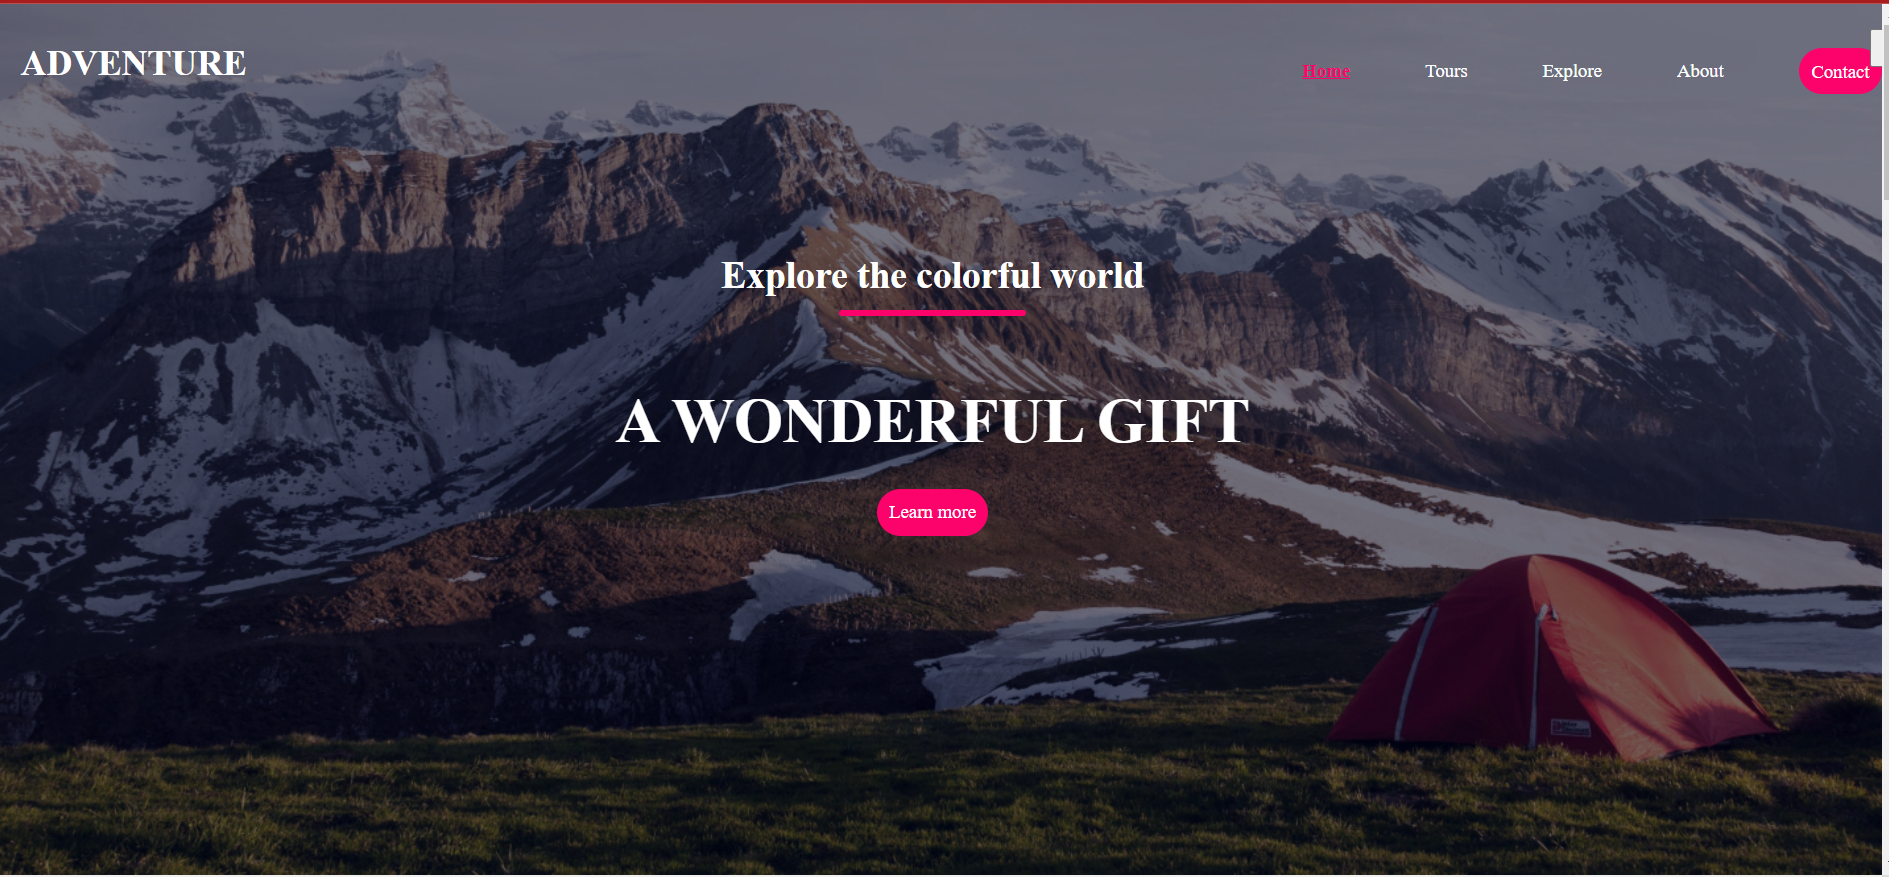 ADVENTURE
Home Tours Explore About Contact
Explore the colorful world
A WONDERFUL GIFT
Learn more